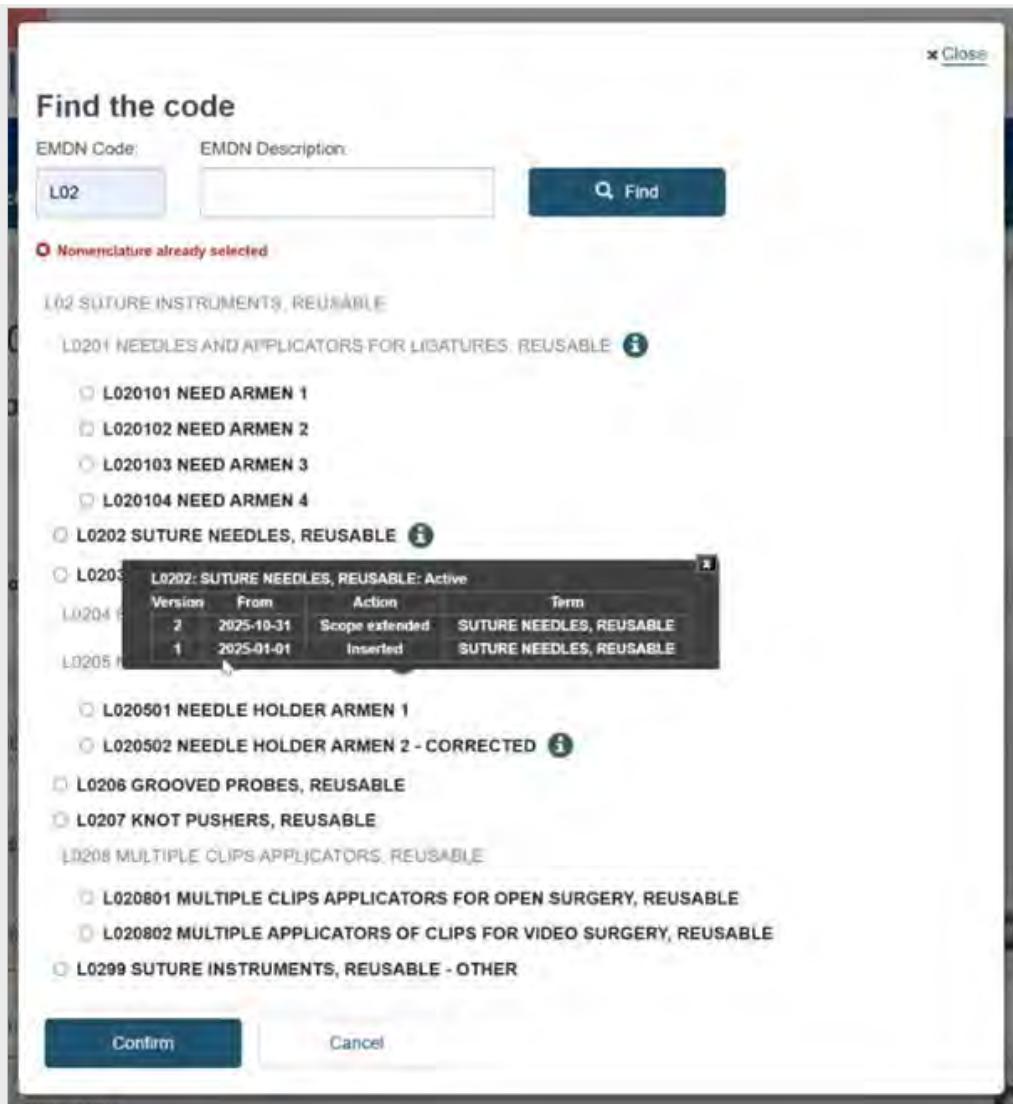 × Close
Find the code
EMDN Code: EMDN Description:
L02 Find
Nomenclature already selected
L02 SUTURE INSTRUMENTS, REUSABLE
L0201 NEEDLES AND APPLICATORS FOR LIGATURES, REUSABLE
L020101 NEED ARMEN 1
L020102 NEED ARMEN 2
L020103 NEED ARMEN 3
L020104 NEED ARMEN 4
L0202 SUTURE NEEDLES, REUSABLE
L0203
x
L0202: SUTURE NEEDLES, REUSABLE: Active
Version From Action Term
2 2025-10-31 Scope extended SUTURE NEEDLES, REUSABLE
1 2025-01-01 Inserted SUTURE NEEDLES, REUSABLE
L0204
L0205
L020501 NEEDLE HOLDER ARMEN 1
L020502 NEEDLE HOLDER ARMEN 2 - CORRECTED
L0206 GROOVED PROBES, REUSABLE
L0207 KNOT PUSHERS, REUSABLE
L0208 MULTIPLE CLIPS APPLICATORS, REUSABLE
L020801 MULTIPLE CLIPS APPLICATORS FOR OPEN SURGERY, REUSABLE
L020802 MULTIPLE APPLICATORS OF CLIPS FOR VIDEO SURGERY, REUSABLE
L0299 SUTURE INSTRUMENTS, REUSABLE - OTHER
Confirm Cancel